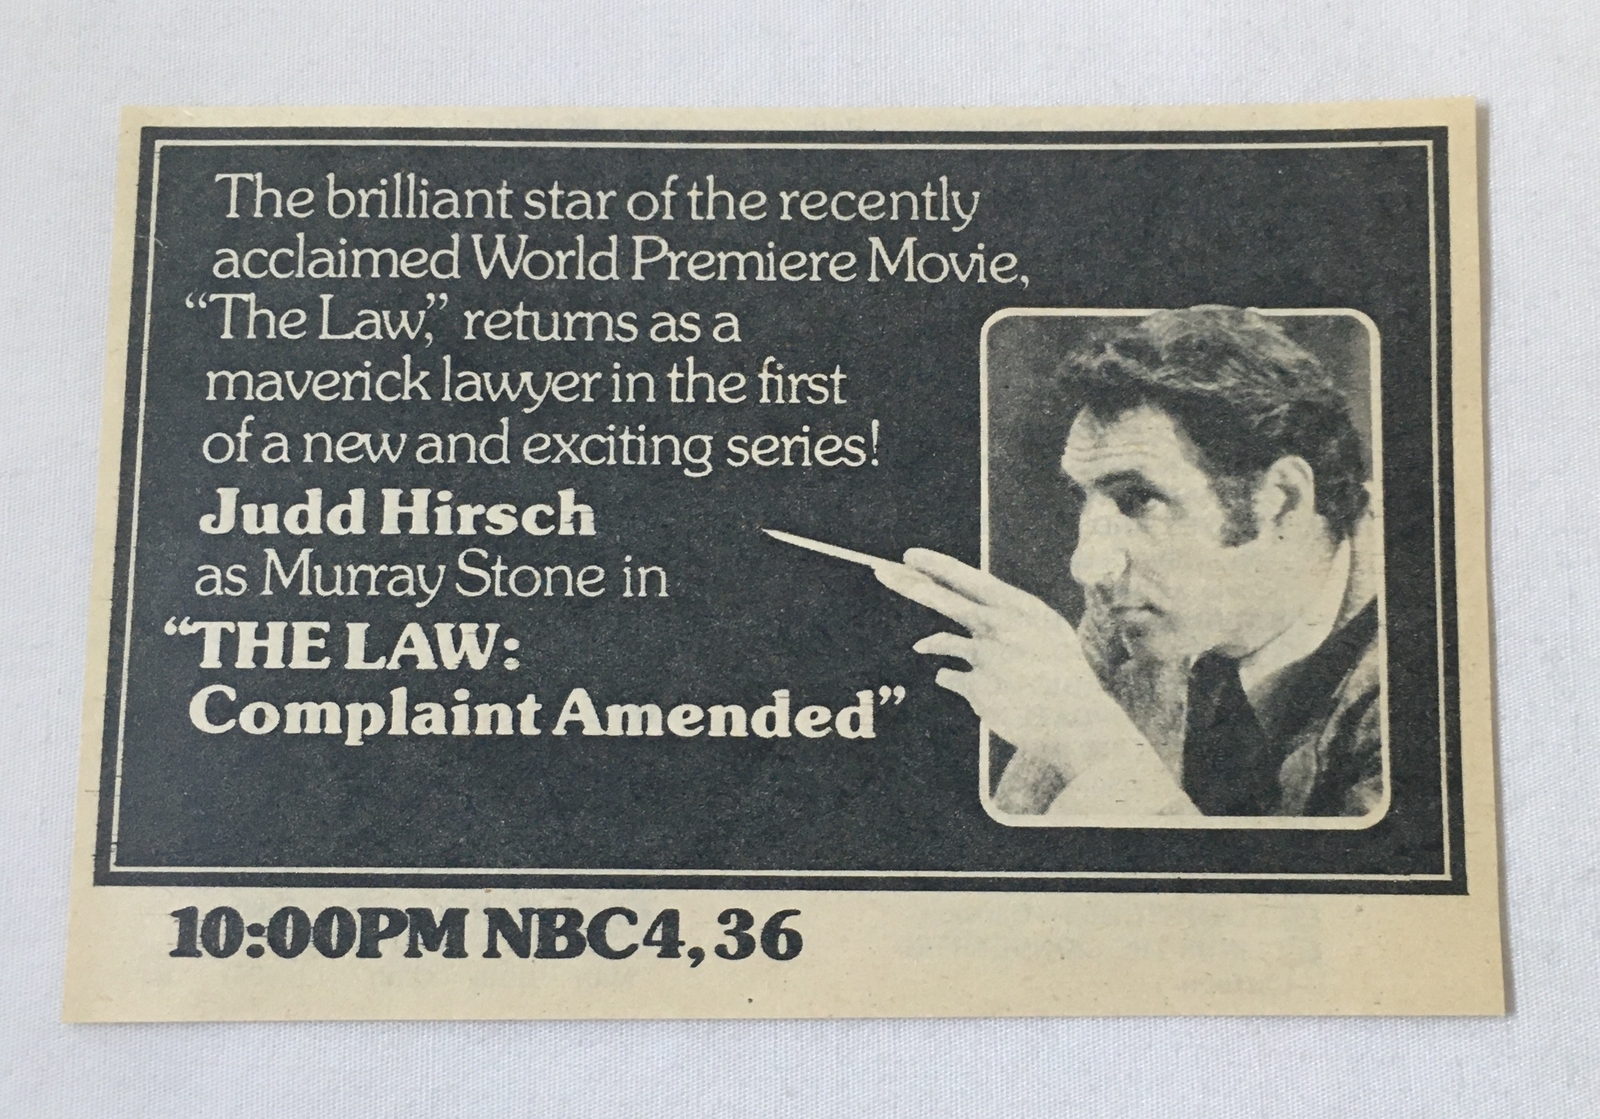 The brilliant star of the recently
acclaimed World Premiere Movie,
“The Law,” returns as a
maverick lawyer in the first
of a new and exciting series!
Judd Hirsch
as Murray Stone in
“THE LAW:
Complaint Amended”
10:00PM NBC4,36